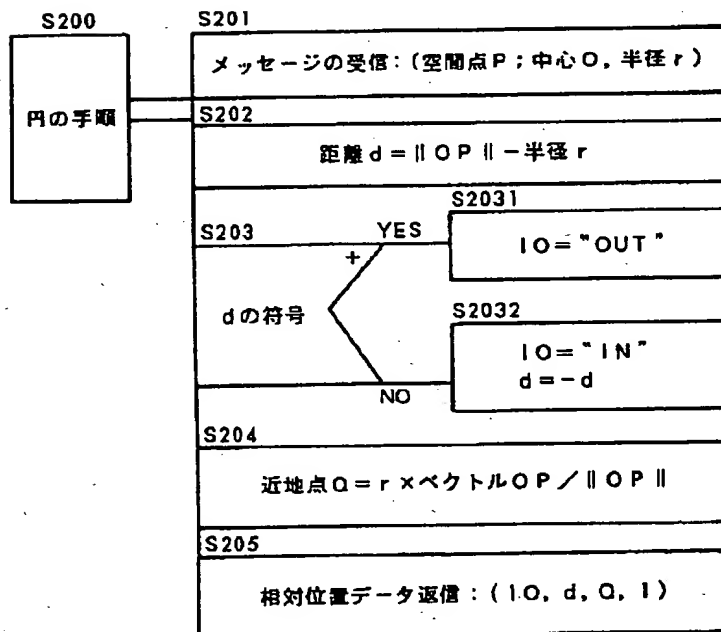 S200
円の手順
S201
メッセージの受信：(空間点P；中心O，半径r)
S202
距離d＝‖OP‖－半径r
S203
dの符号
＋
YES
NO
S2031
IO＝"OUT"
S2032
IO＝"IN"
d＝－d
S204
近地点Q＝r×ベクトルOP／‖OP‖
S205
相対位置データ返信：(IO，d，Q，1)